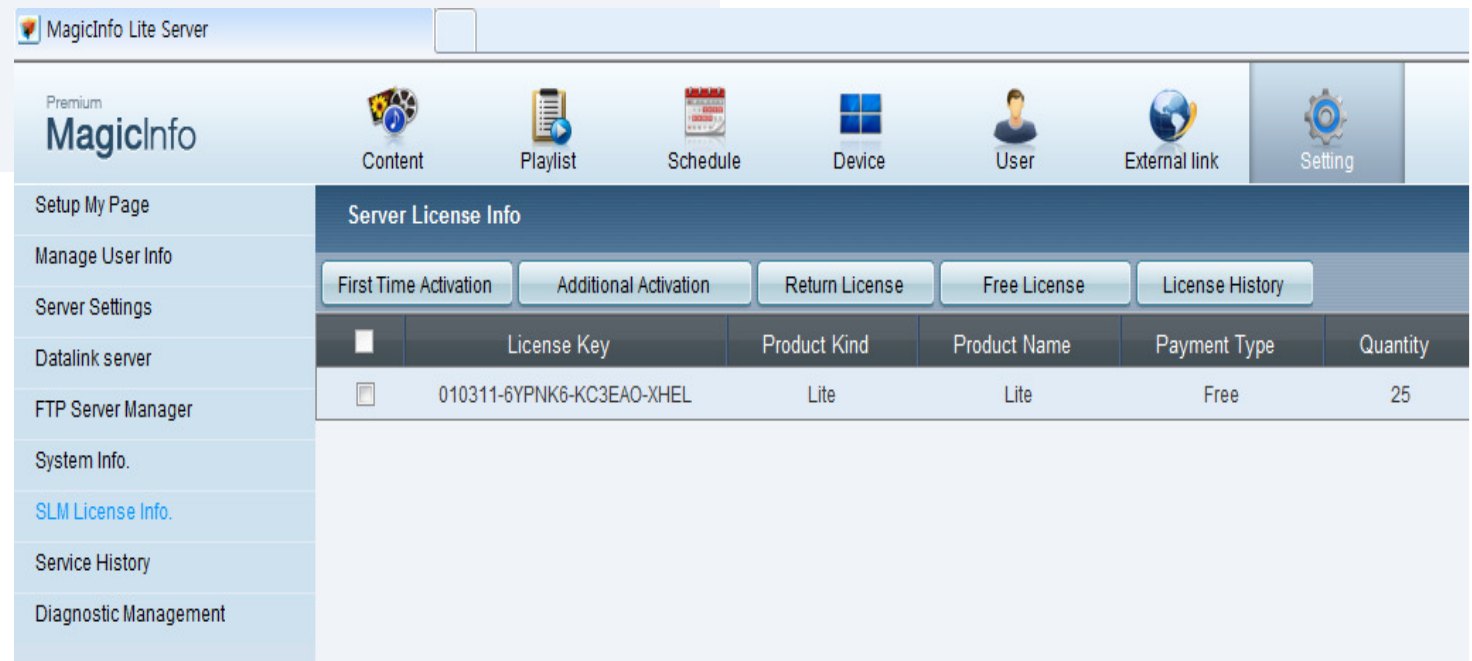 MagicInfo Lite Server
Premium
MagicInfo
Content Playlist Schedule Device User External link Setting
Setup My Page
Manage User Info
Server Settings
Datalink server
FTP Server Manager
System Info.
SLM License Info.
Service History
Diagnostic Management
Server License Info
First Time Activation Additional Activation Return License Free License License History
License Key Product Kind Product Name Payment Type Quantity
010311-6YPNK6-KC3EAO-XHEL Lite Lite Free 25